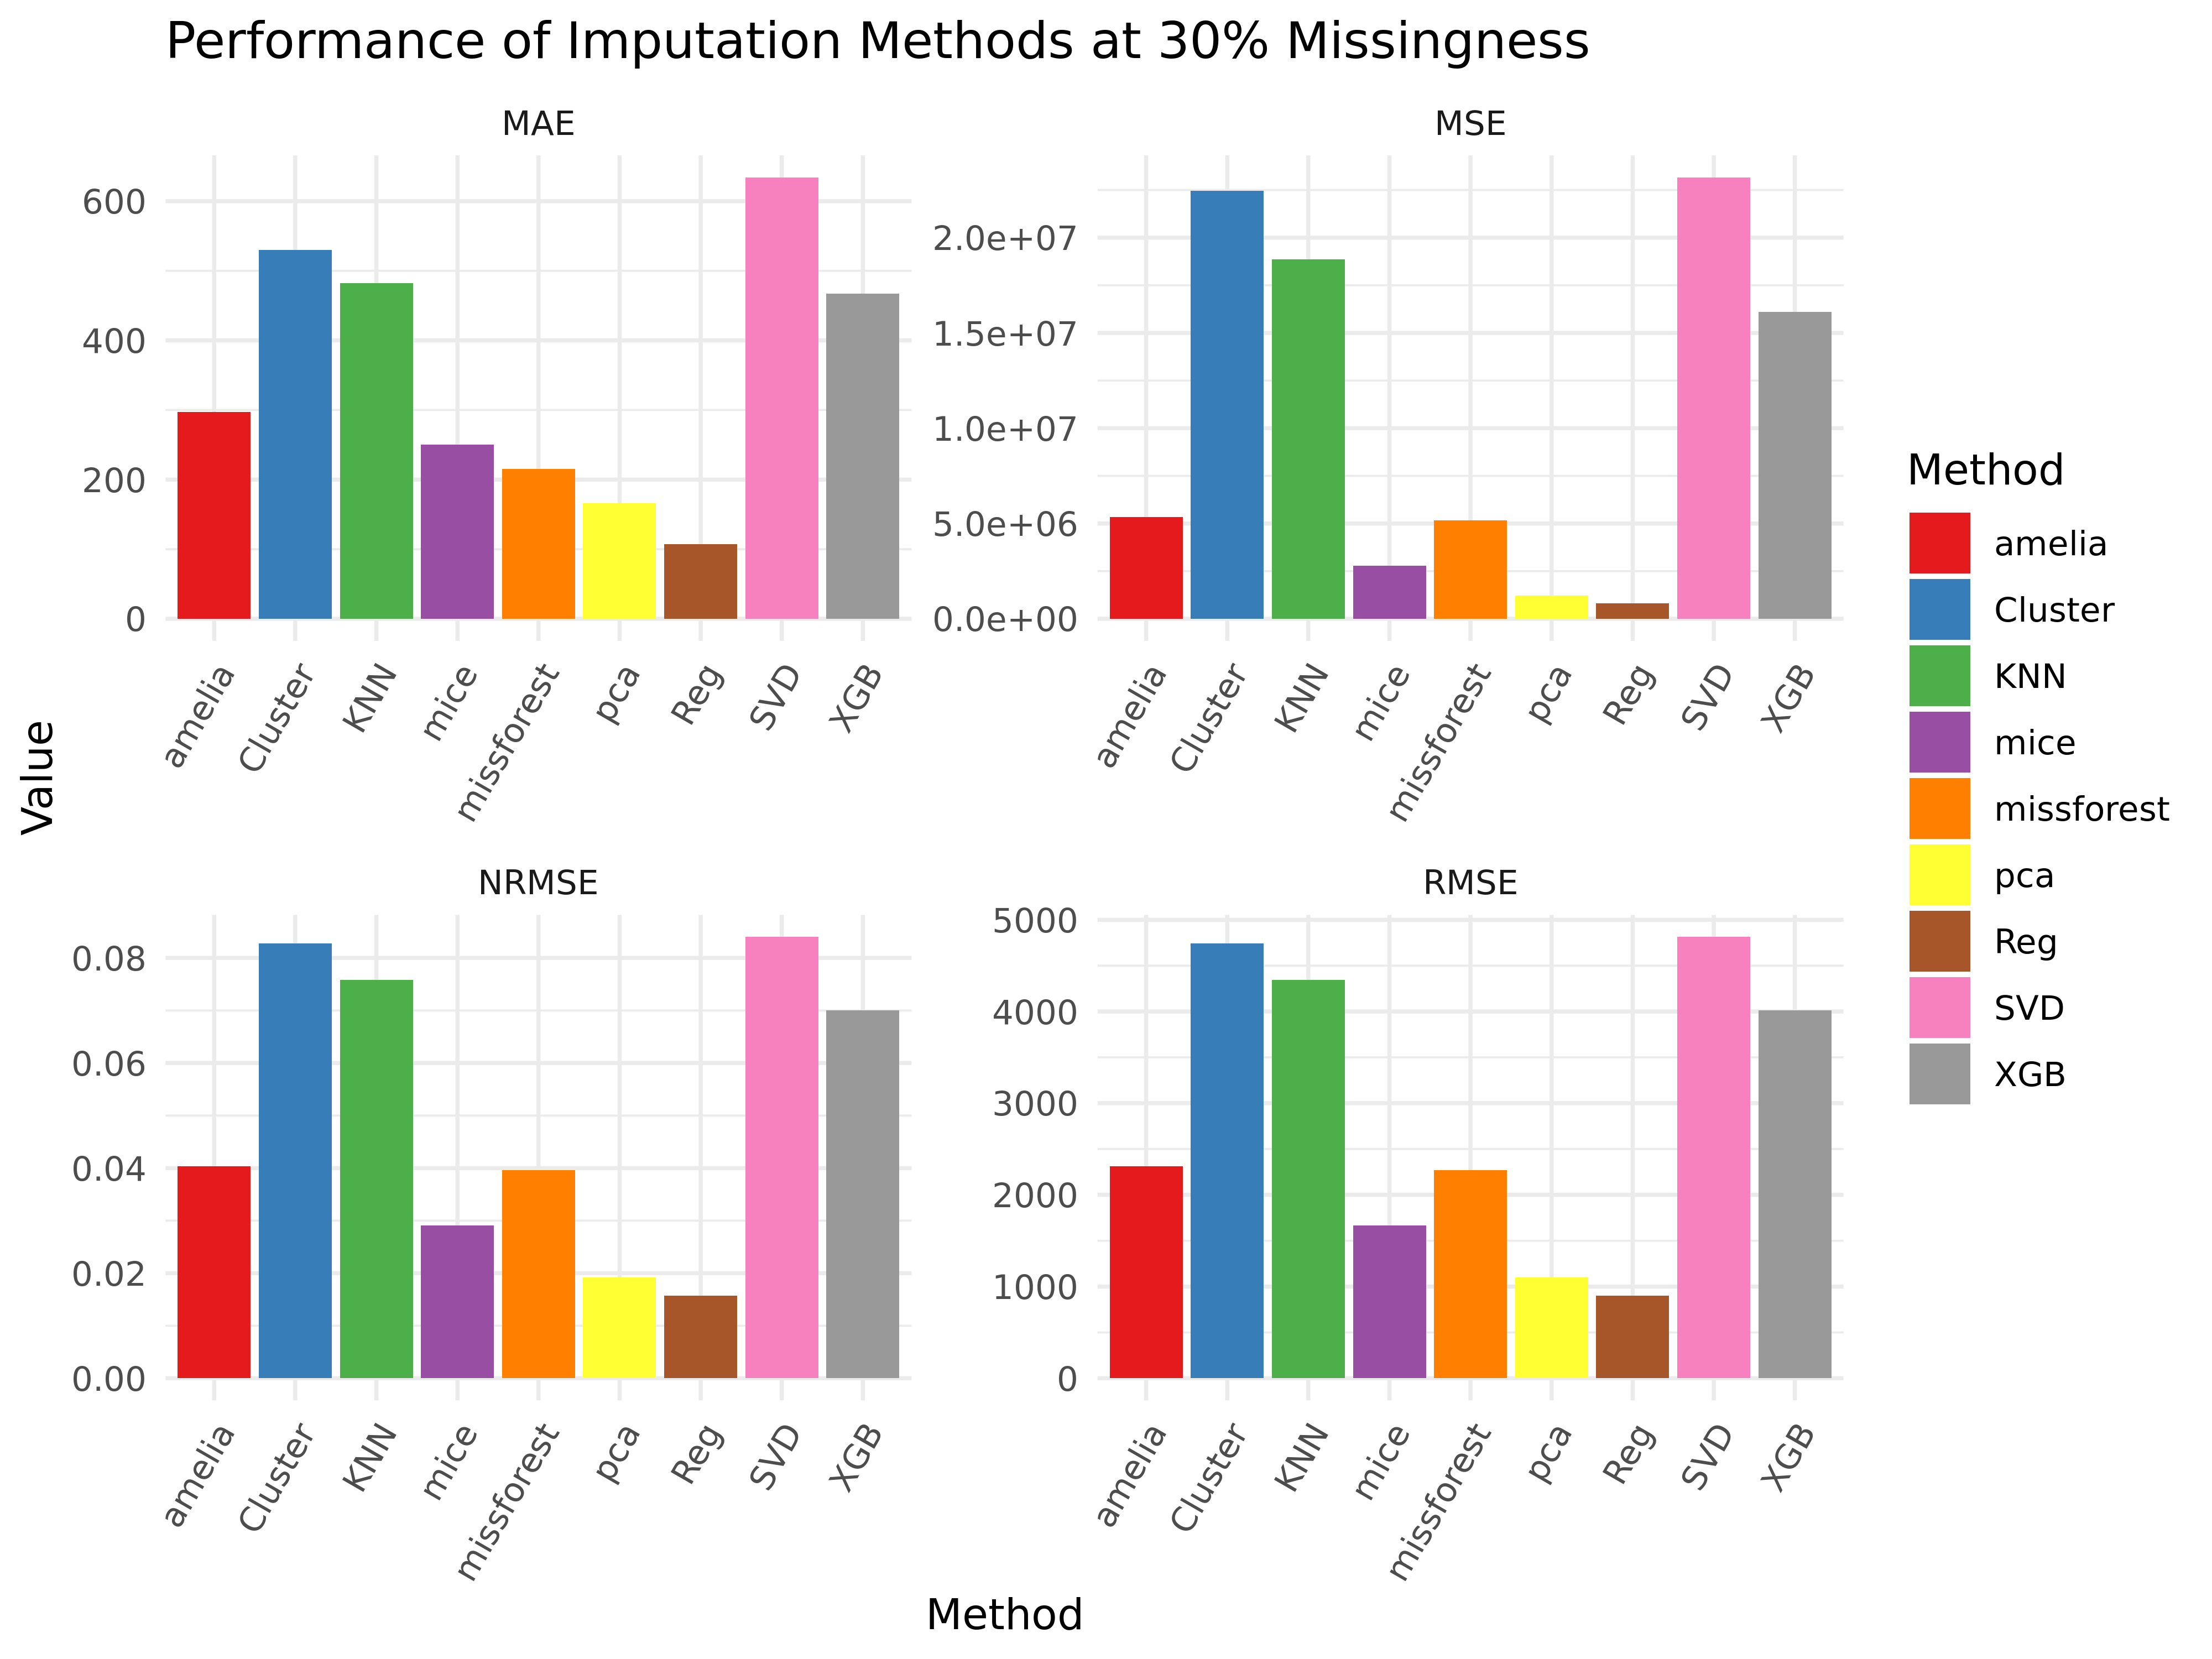 Performance of Imputation Methods at 30% Missingness
MAE
MSE
600
400
200
0
2.0e+07
1.5e+07
1.0e+07
5.0e+06
0.0e+00
amelia
Cluster
KNN
mice
missforest
pca
Reg
SVD
XGB
amelia
Cluster
KNN
mice
missforest
pca
Reg
SVD
XGB
Value
NRMSE
RMSE
0.08
0.06
0.04
0.02
0.00
5000
4000
3000
2000
1000
0
amelia
Cluster
KNN
mice
missforest
pca
Reg
SVD
XGB
amelia
Cluster
KNN
mice
missforest
pca
Reg
SVD
XGB
Method
Method
amelia
Cluster
KNN
mice
missforest
pca
Reg
SVD
XGB